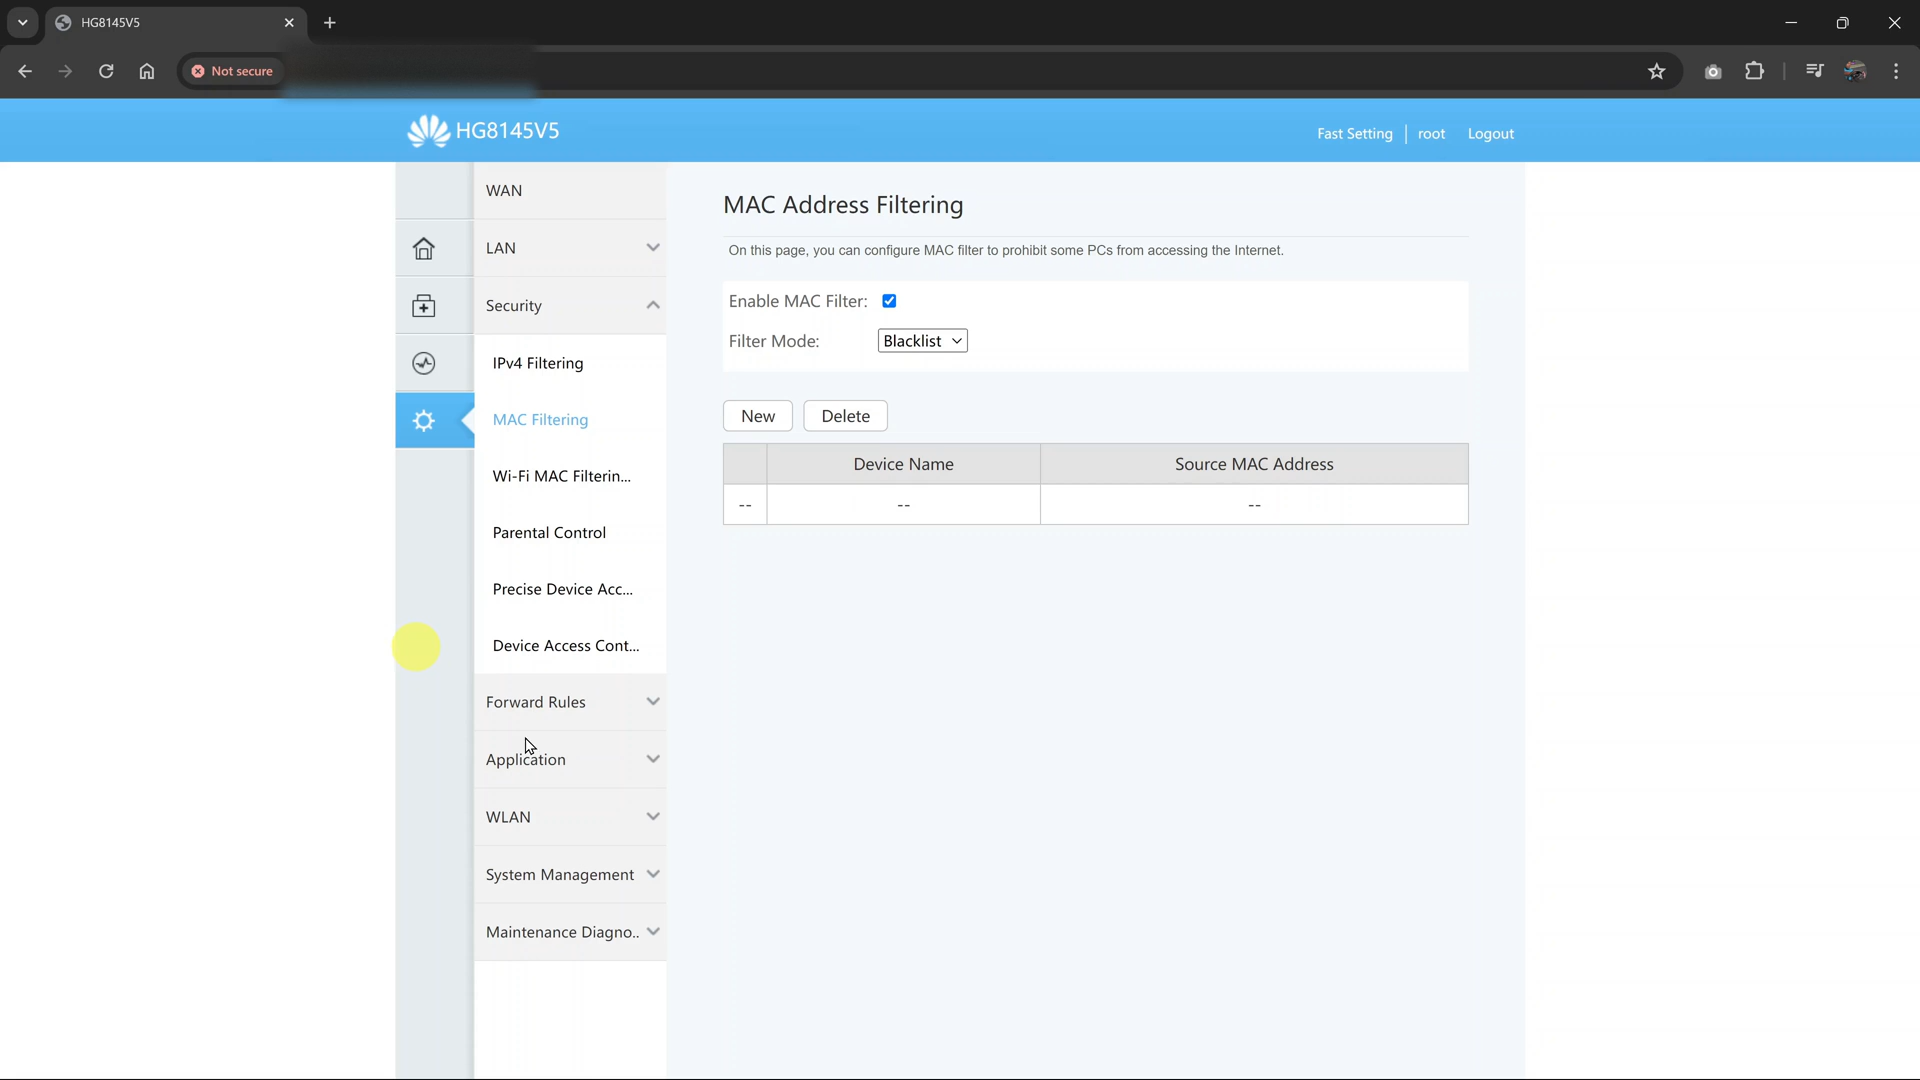 HG8145V5
Not secure
HG8145V5
Fast Setting
root
Logout
WAN
LAN
Security
IPv4 Filtering
MAC Filtering
Wi-Fi MAC Filterin...
Parental Control
Precise Device Acc...
Device Access Cont...
Forward Rules
Application
WLAN
System Management
Maintenance Diagno..
MAC Address Filtering
On this page, you can configure MAC filter to prohibit some PCs from accessing the Internet.
Enable MAC Filter:
Filter Mode: Blacklist
New Delete
Device Name Source MAC Address
-- -- --